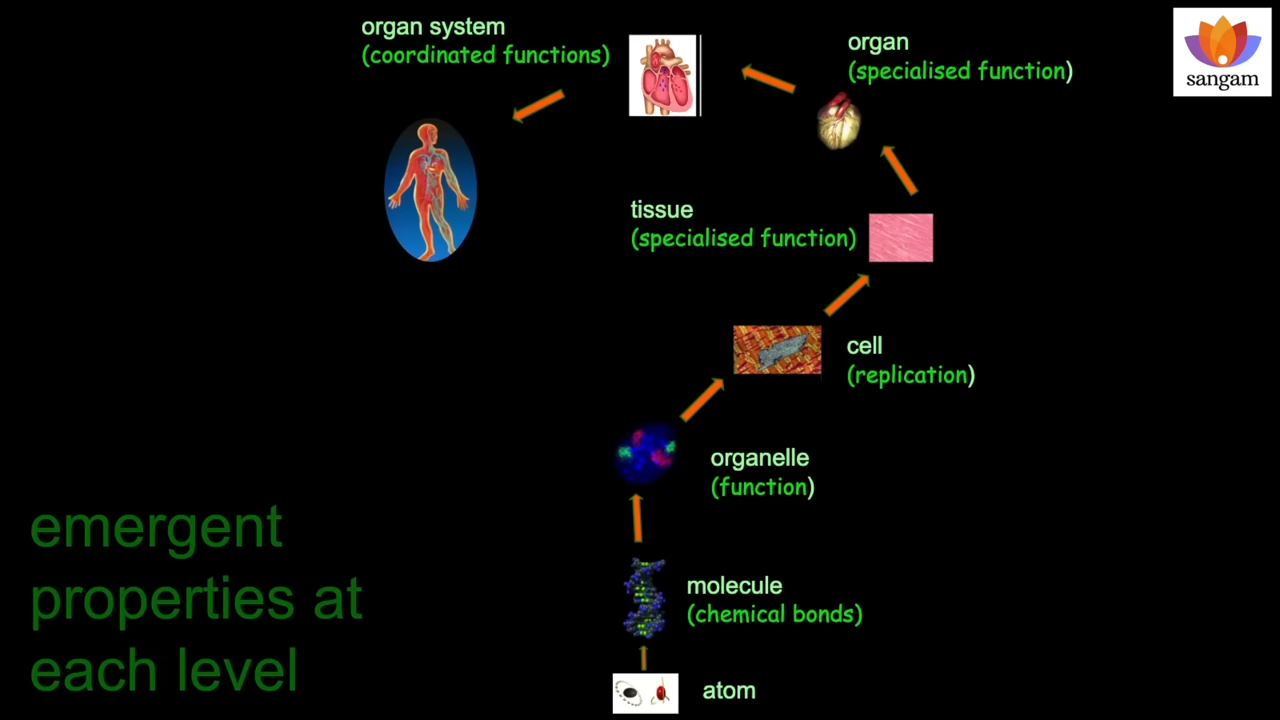 organ system
(coordinated functions)
organ
(specialised function)
sangam
tissue
(specialised function)
cell
(replication)
organelle
(function)
emergent
properties at
each level
molecule
(chemical bonds)
atom